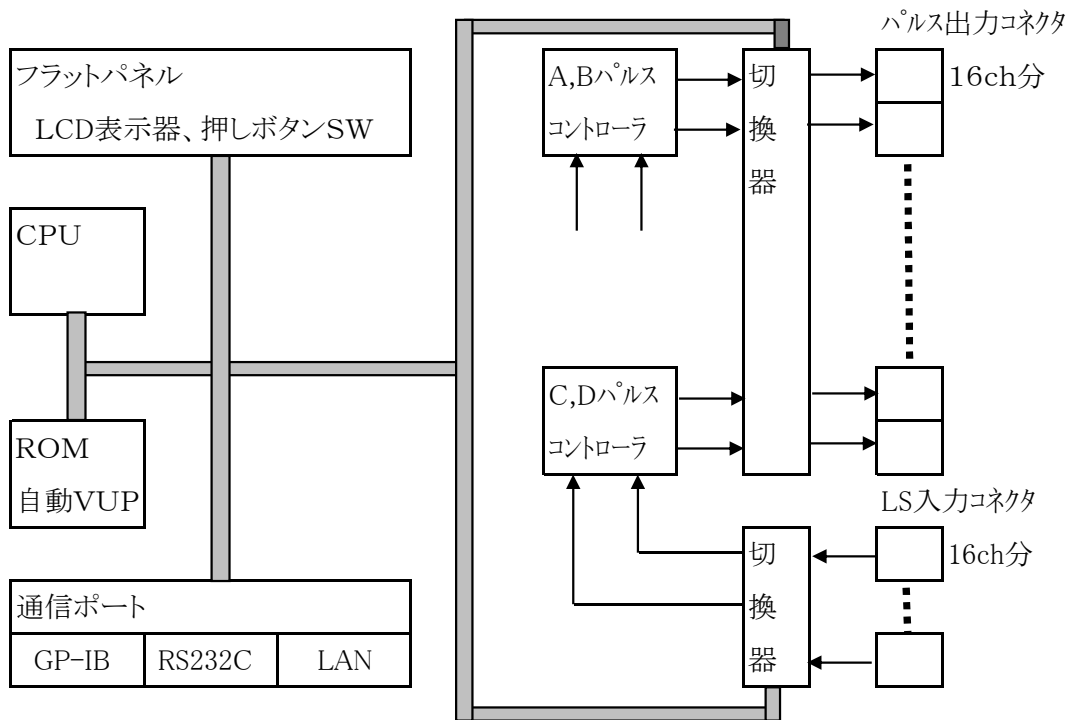 パルス出力コネクタ
16ch分
フラットパネル
LCD表示器、押しボタンSW
A,Bパルス
コントローラ
切
換
器
CPU
C,Dパルス
コントローラ
ROM
自動VUP
LS入力コネクタ
16ch分
切
換
器
通信ポート
GP-IB
RS232C
LAN